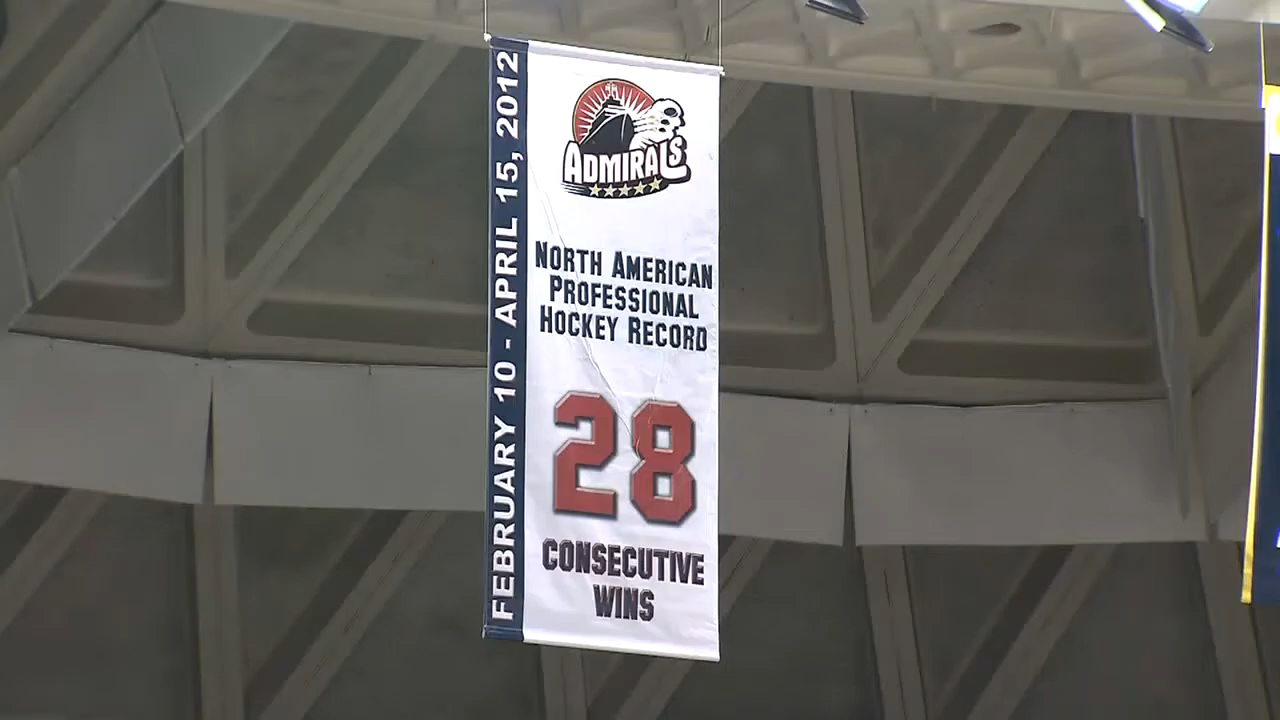 FEBRUARY 10 - APRIL 15, 2012
ADMIRALS
NORTH AMERICAN
PROFESSIONAL
HOCKEY RECORD
28
CONSECUTIVE
WINS